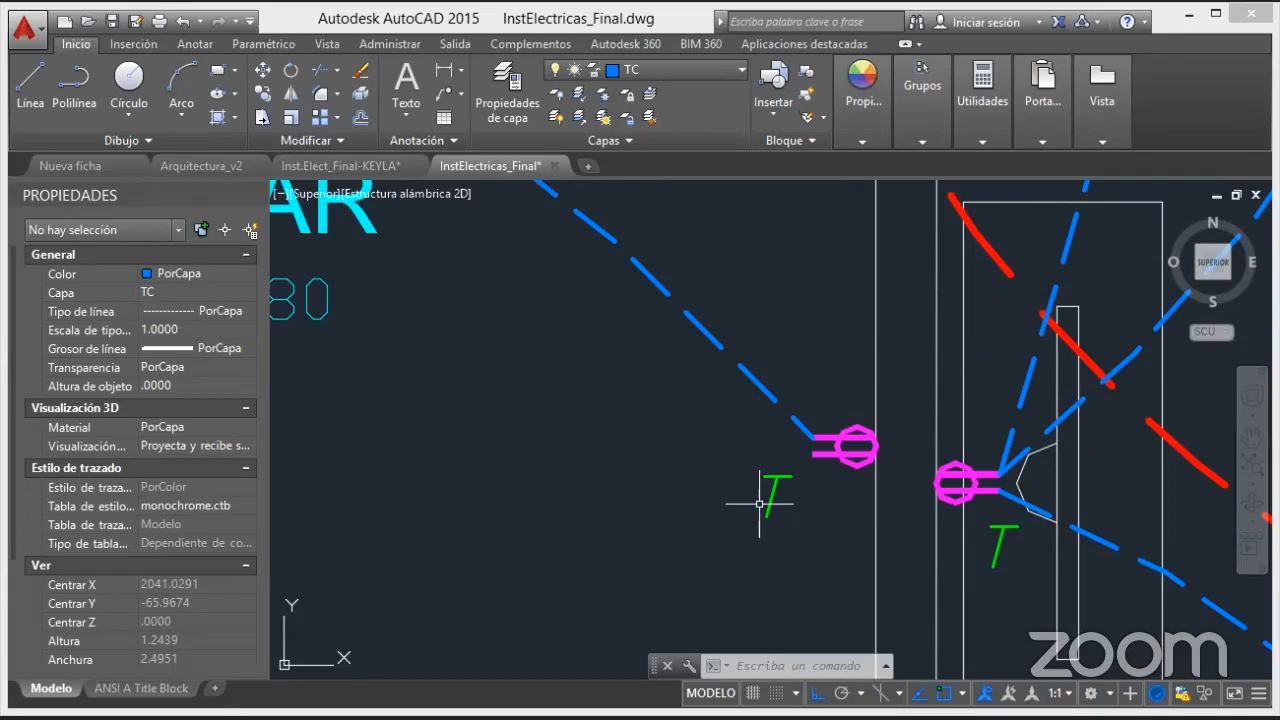 Autodesk AutoCAD 2015 InstElectricas_Final.dwg
Escriba palabra clave o frase
Iniciar sesión
Inicio Inserción Anotar Paramétrico Vista Administrar Salida Complementos Autodesk 360 BIM 360 Aplicaciones destacadas
TC
Línea Polilínea Círculo Arco
Texto
Propiedades de capa
Insertar
Propi... Grupos Utilidades Porta... Vista
Dibujo Modificar Anotación Capas Bloque
Nueva ficha Arquitectura_v2 Inst.Elect_Final-KEYLA* InstElectricas_Final*
PROPIEDADES
[−][Superior][Estructura alámbrica 2D]
No hay selección
General
Color PorCapa
Capa TC
Tipo de línea PorCapa
Escala de tipo... 1.0000
Grosor de línea PorCapa
Transparencia PorCapa
Altura de objeto .0000
Visualización 3D
Material PorCapa
Visualización... Proyecta y recibe s...
Estilo de trazado
Estilo de trazado PorColor
Tabla de estilo... monochrome.ctb
Tabla de traza... Modelo
Tipo de tabla... Dependiente de co...
Ver
Centrar X 2041.0291
Centrar Y -65.9674
Centrar Z .0000
Altura 1.2439
Anchura 2.4951
AR
80
T
T
N
O SUPERIOR E
S
SCU
Y
X
zoom
Escriba un comando
Modelo ANSI A Title Block
MODELO
1:1